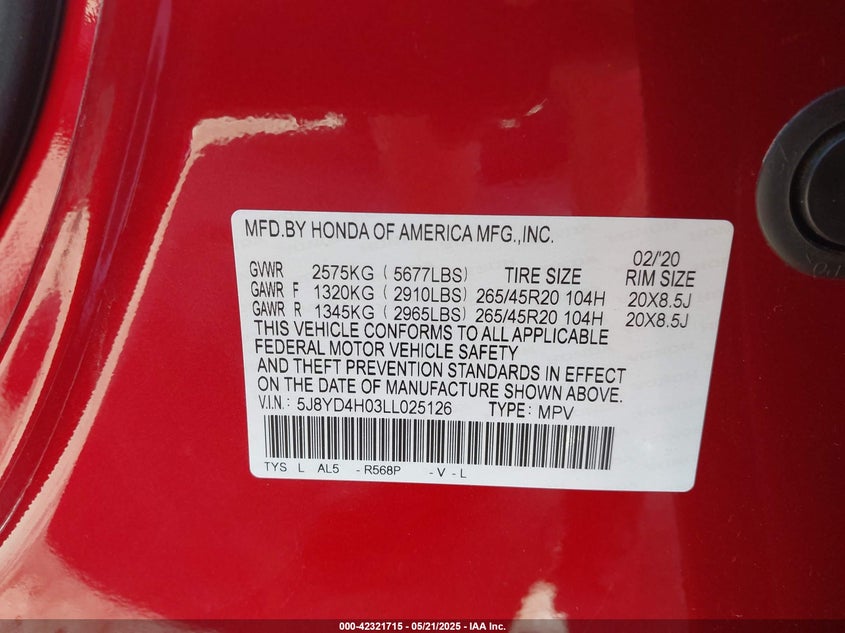 MFD.BY HONDA OF AMERICA MFG.,INC.
02/'20
GVWR 2575KG ( 5677LBS) TIRE SIZE RIM SIZE
GAWR F 1320KG ( 2910LBS) 265/45R20 104H 20X8.5J
GAWR R 1345KG ( 2965LBS) 265/45R20 104H 20X8.5J
THIS VEHICLE CONFORMS TO ALL APPLICABLE
FEDERAL MOTOR VEHICLE SAFETY
AND THEFT PREVENTION STANDARDS IN EFFECT
ON THE DATE OF MANUFACTURE SHOWN ABOVE.
V.I.N.: 5J8YD4H03LL025126 TYPE: MPV
TYS L AL5 - R568P - V - L
000-42321715 - 05/21/2025 - IAA Inc.